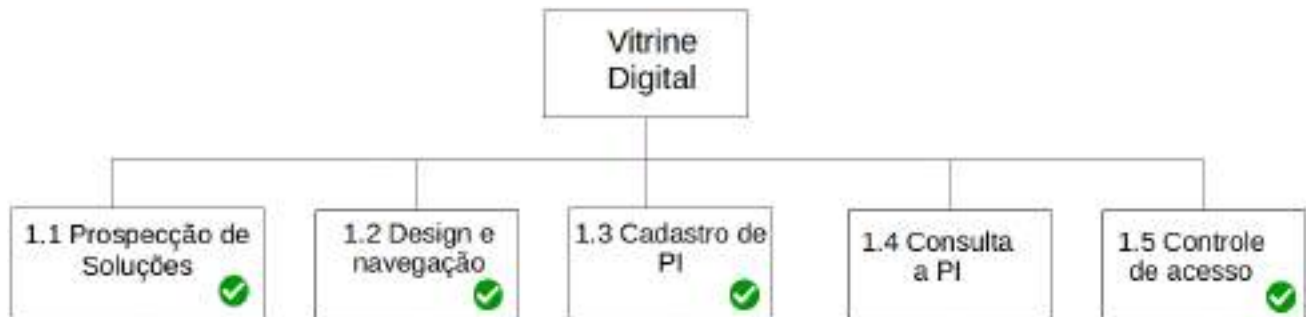 Vitrine
Digital
1.1 Prospecção de
Soluções
1.2 Design e
navegação
1.3 Cadastro de
PI
1.4 Consulta
a PI
1.5 Controle
de acesso